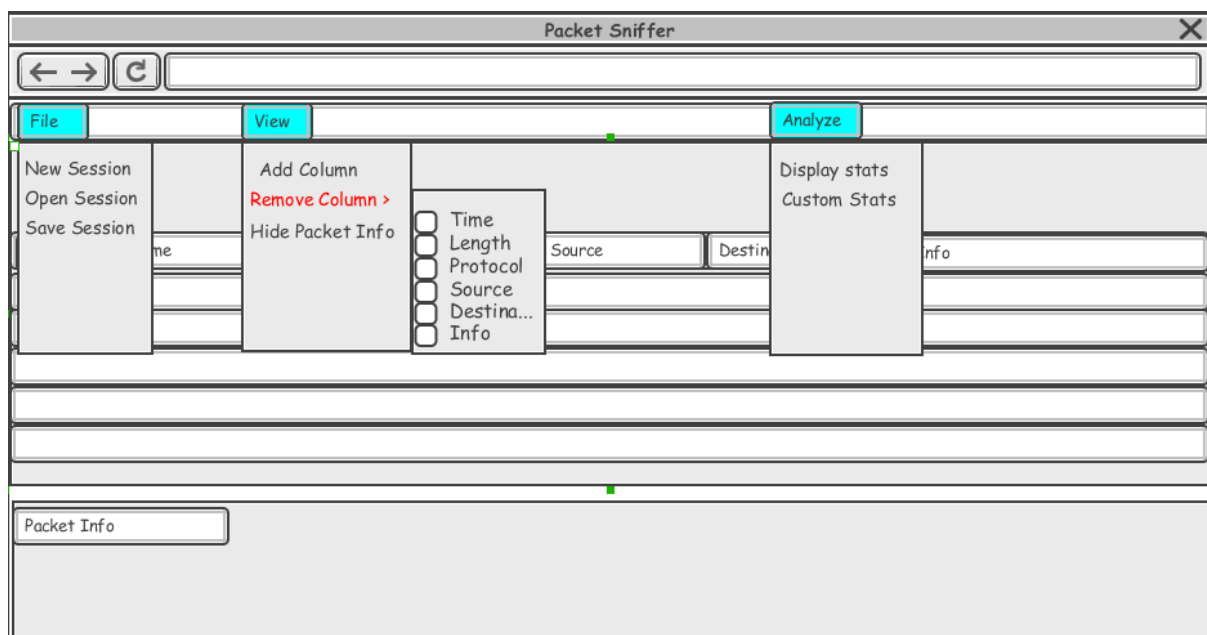 Packet Sniffer
File
View
Analyze
New Session
Open Session
Save Session
Add Column
Remove Column >
Hide Packet Info
Time
Length
Protocol
Source
Destina...
Info
Display stats
Custom Stats
me
Source
Destin
nfo
Packet Info